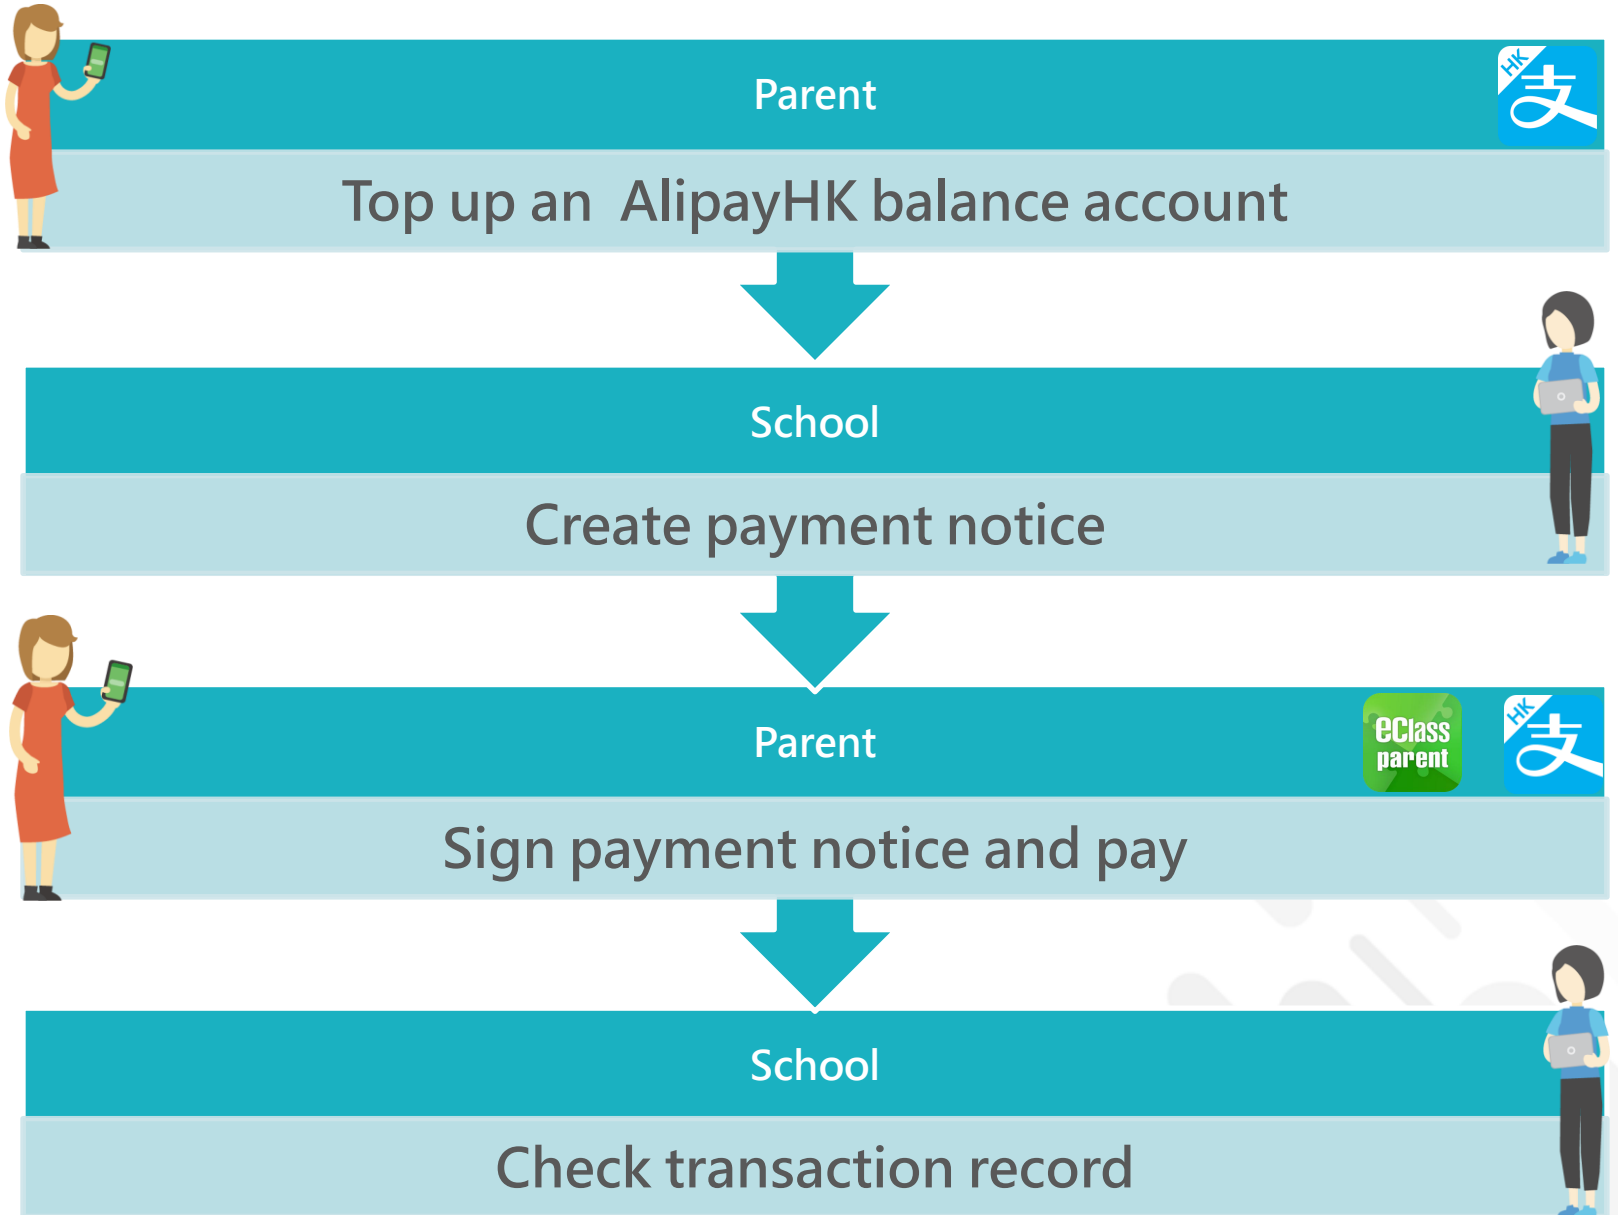 Parent
HK
支
Top up an  AlipayHK balance account
School
Create payment notice
Parent
eClass
parent
HK
支
Sign payment notice and pay
School
Check transaction record